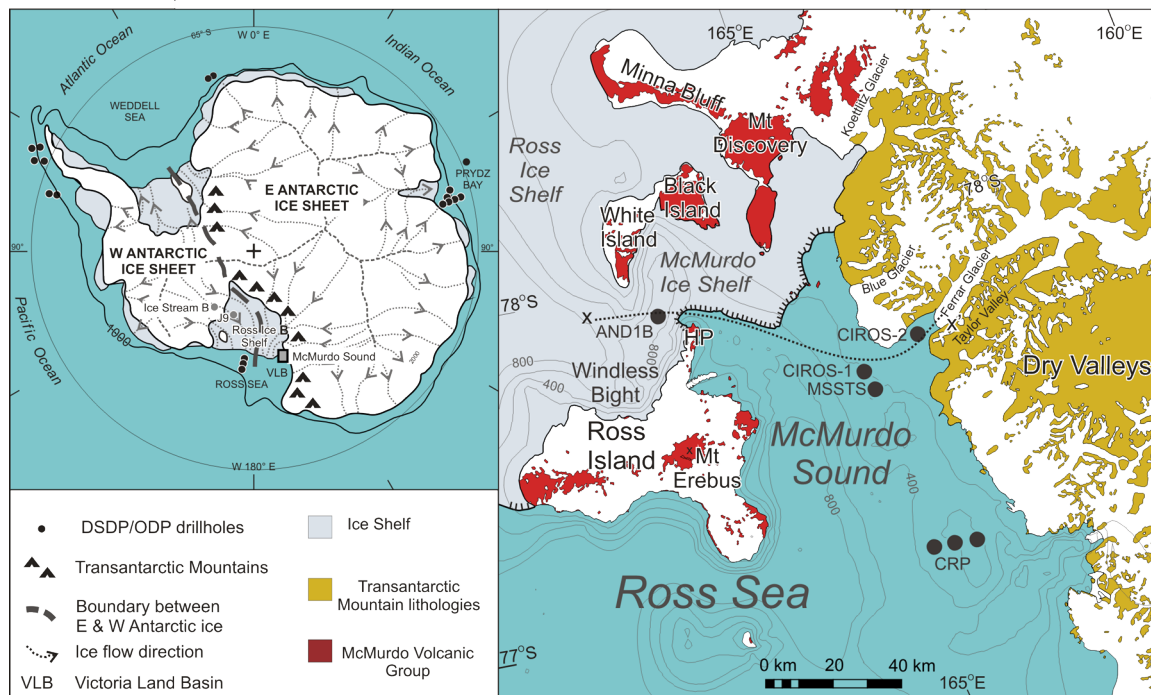 W 0° E
65° S
Atlantic Ocean
Indian Ocean
WEDDELL
SEA
PRYDZ
BAY
E ANTARCTIC
ICE SHEET
90°
90°
W ANTARCTIC
ICE SHEET
Ice Stream B
J9
Ross Ice
Shelf
B
McMurdo Sound
VLB
1000
ROSS SEA
Pacific Ocean
W 180° E
DSDP/ODP drillholes
Transantarctic Mountains
Boundary between
E & W Antarctic ice
Ice flow direction
VLB Victoria Land Basin
Ice Shelf
Transantarctic
Mountain lithologies
McMurdo Volcanic
Group
165°E
160°E
Minna Bluff
Koettlitz Glacier
Mt
Discovery
Ross
Ice
Shelf
78°S
Black
Island
White
Island
McMurdo
Ice Shelf
Blue Glacier
Ferrar Glacier
Taylor Valley
78°S
x
AND1B
HP
CIROS-2
x
800
800
400
Windless
Bight
CIROS-1
MSSTS
Dry Valleys
Ross
Island
x
Mt
Erebus
McMurdo
Sound
800
400
CRP
Ross Sea
77°S
0 km 20 40 km
165°E